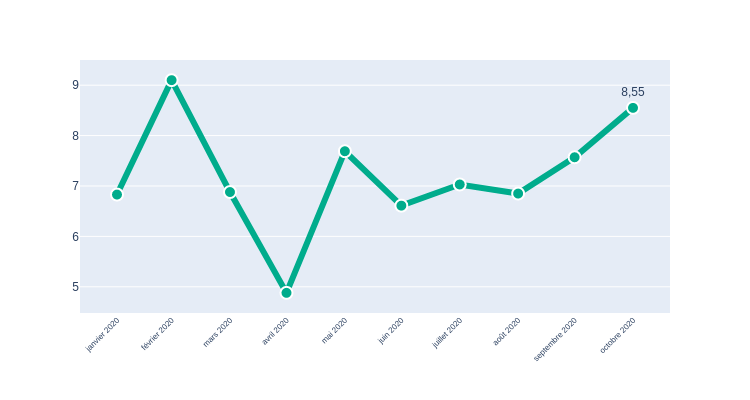 9
8
7
6
5
8,55
janvier 2020
février 2020
mars 2020
avril 2020
mai 2020
juin 2020
juillet 2020
août 2020
septembre 2020
octobre 2020